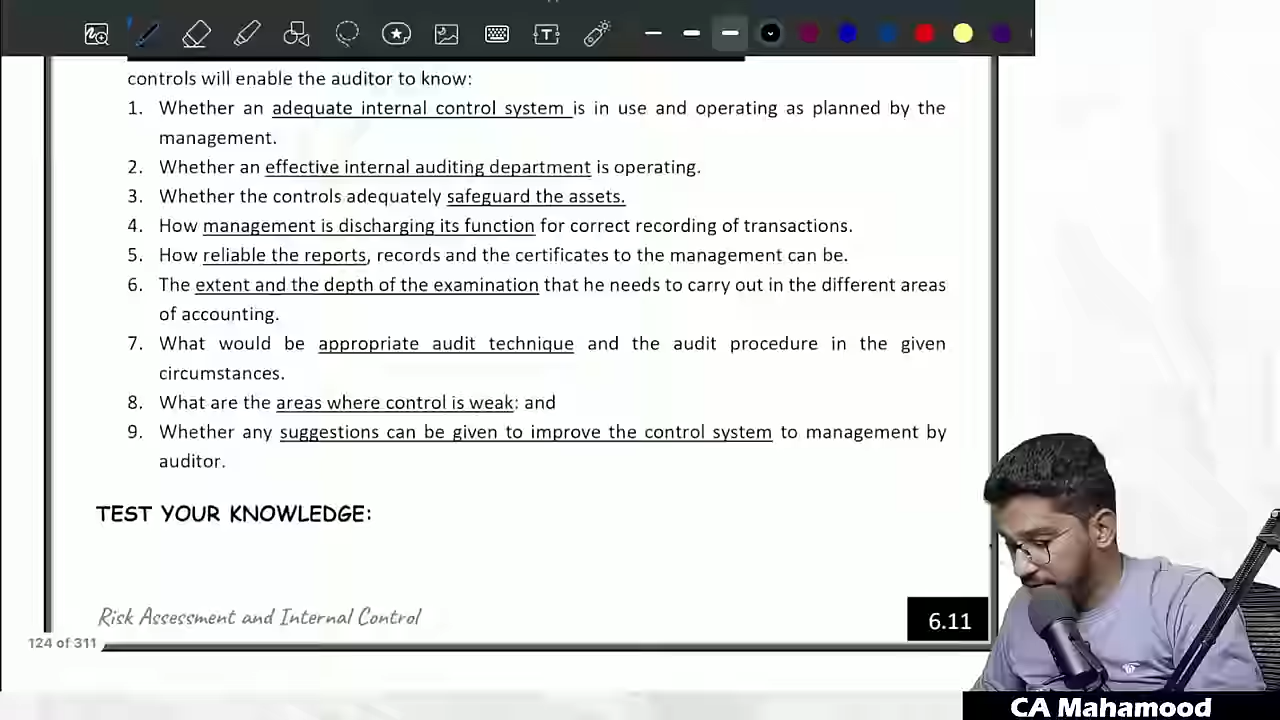 controls will enable the auditor to know:
1. Whether an adequate internal control system is in use and operating as planned by the
management.
2. Whether an effective internal auditing department is operating.
3. Whether the controls adequately safeguard the assets.
4. How management is discharging its function for correct recording of transactions.
5. How reliable the reports, records and the certificates to the management can be.
6. The extent and the depth of the examination that he needs to carry out in the different areas
of accounting.
7. What would be appropriate audit technique and the audit procedure in the given
circumstances.
8. What are the areas where control is weak: and
9. Whether any suggestions can be given to improve the control system to management by
auditor.
TEST YOUR KNOWLEDGE:
Risk Assessment and Internal Control
6.11
124 of 311
CA Mahamood